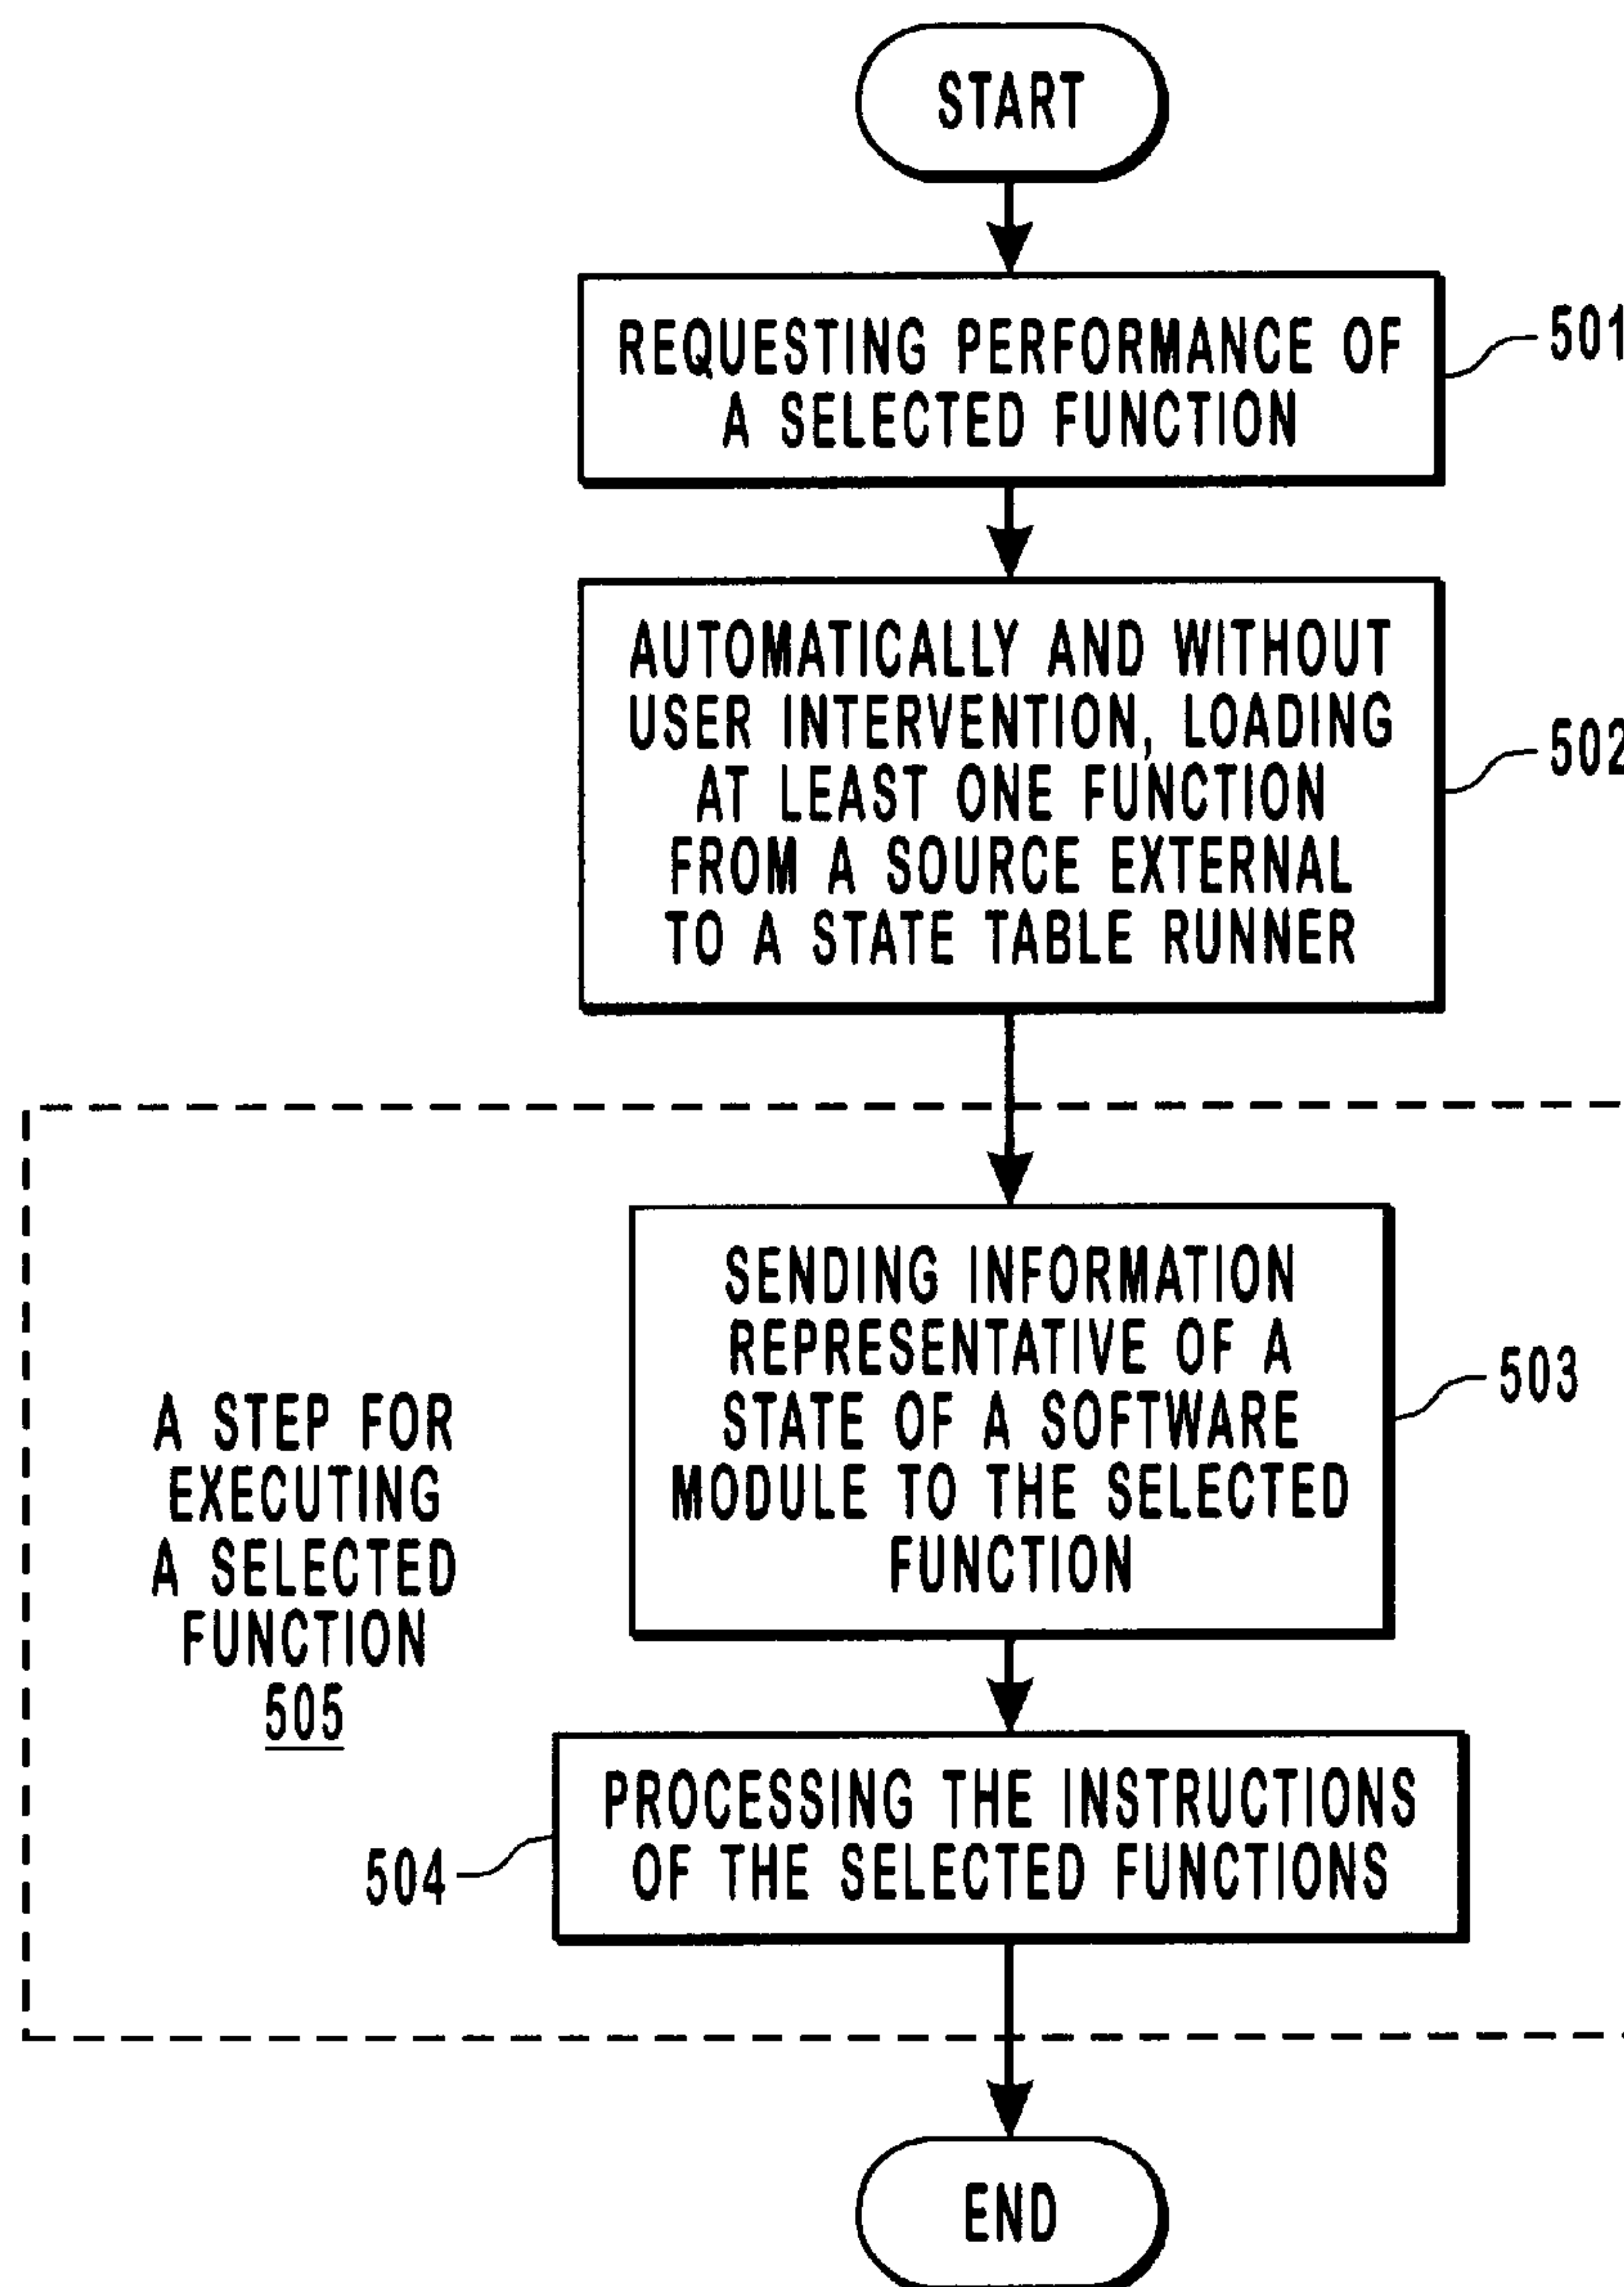 START
REQUESTING PERFORMANCE OF
A SELECTED FUNCTION
501
AUTOMATICALLY AND WITHOUT
USER INTERVENTION, LOADING
AT LEAST ONE FUNCTION
FROM A SOURCE EXTERNAL
TO A STATE TABLE RUNNER
502
SENDING INFORMATION
REPRESENTATIVE OF A
STATE OF A SOFTWARE
MODULE TO THE SELECTED
FUNCTION
503
A STEP FOR
EXECUTING
A SELECTED
FUNCTION
505
PROCESSING THE INSTRUCTIONS
OF THE SELECTED FUNCTIONS
504
END